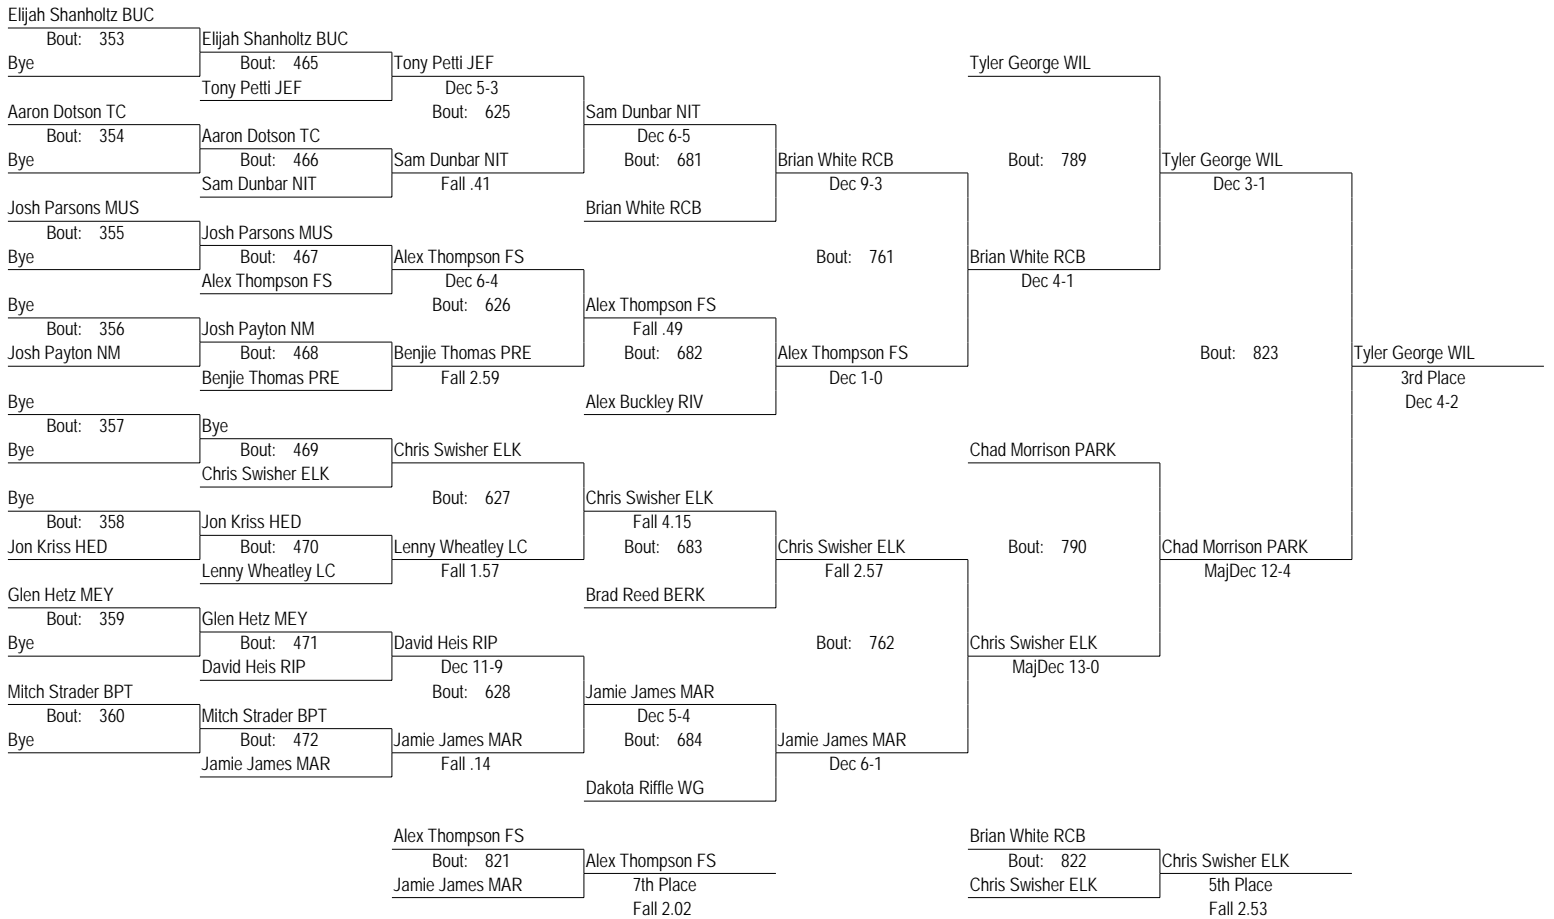 Elijah Shanholtz BUC
Bout: 353 Elijah Shanholtz BUC
Bye Bout: 465 Tony Petti JEF Tyler George WIL
Tony Petti JEF Dec 5-3
Aaron Dotson TC Bout: 625 Sam Dunbar NIT
Bout: 354 Aaron Dotson TC Dec 6-5
Bye Bout: 466 Sam Dunbar NIT Bout: 681 Brian White RCB Bout: 789 Tyler George WIL
Sam Dunbar NIT Fall .41 Dec 9-3 Dec 3-1
Josh Parsons MUS Brian White RCB
Bout: 355 Josh Parsons MUS
Bye Bout: 467 Alex Thompson FS Bout: 761 Brian White RCB
Alex Thompson FS Dec 6-4 Dec 4-1
Bye Bout: 626 Alex Thompson FS
Bout: 356 Josh Payton NM Fall .49
Josh Payton NM Bout: 468 Benjie Thomas PRE Bout: 682 Alex Thompson FS Bout: 823 Tyler George WIL
Benjie Thomas PRE Fall 2.59 Dec 1-0 3rd Place
Bye Alex Buckley RIV Dec 4-2
Bout: 357 Bye
Bye Bout: 469 Chris Swisher ELK Chad Morrison PARK
Chris Swisher ELK
Bye Bout: 627 Chris Swisher ELK
Bout: 358 Jon Kriss HED Fall 4.15
Jon Kriss HED Bout: 470 Lenny Wheatley LC Bout: 683 Chris Swisher ELK Bout: 790 Chad Morrison PARK
Lenny Wheatley LC Fall 1.57 Fall 2.57 MajDec 12-4
Glen Hetz MEY Brad Reed BERK
Bout: 359 Glen Hetz MEY
Bye Bout: 471 David Heis RIP Bout: 762 Chris Swisher ELK
David Heis RIP Dec 11-9 MajDec 13-0
Mitch Strader BPT Bout: 628 Jamie James MAR
Bout: 360 Mitch Strader BPT Dec 5-4
Bye Bout: 472 Jamie James MAR Bout: 684 Jamie James MAR
Jamie James MAR Fall .14 Dec 6-1
Dakota Riffle WG
Alex Thompson FS Brian White RCB
Bout: 821 Alex Thompson FS Bout: 822 Chris Swisher ELK
Jamie James MAR 7th Place Chris Swisher ELK 5th Place
Fall 2.02 Fall 2.53